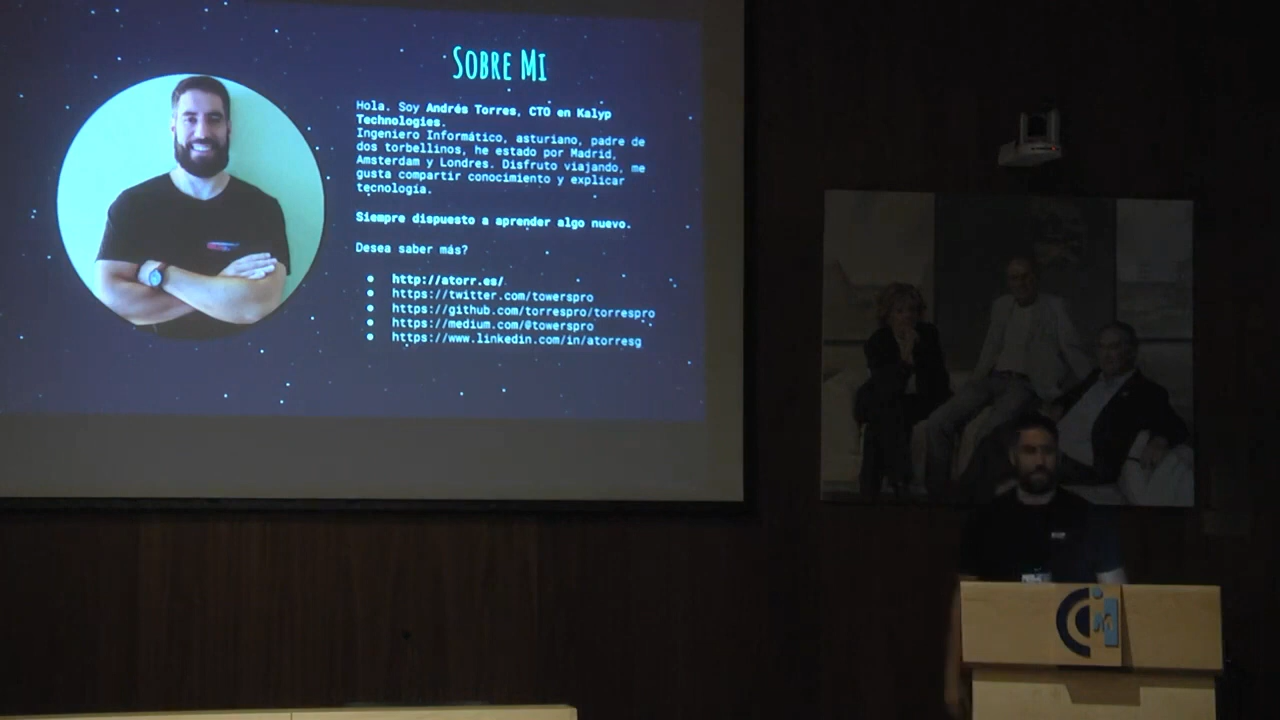 SOBRE MI
Hola. Soy Andrés Torres, CTO en Kalyp
Technologies.
Ingeniero Informático, asturiano, padre de
dos torbellinos, he estado por Madrid,
Amsterdam y Londres. Disfruto viajando, me
gusta compartir conocimiento y explicar
tecnología.
Siempre dispuesto a aprender algo nuevo.
Desea saber más?
● http://atorr.es/
● https://twitter.com/towerspro
● https://github.com/torrespro/torrespro
● https://medium.com/@towerspro
● https://www.linkedin.com/in/atorresg